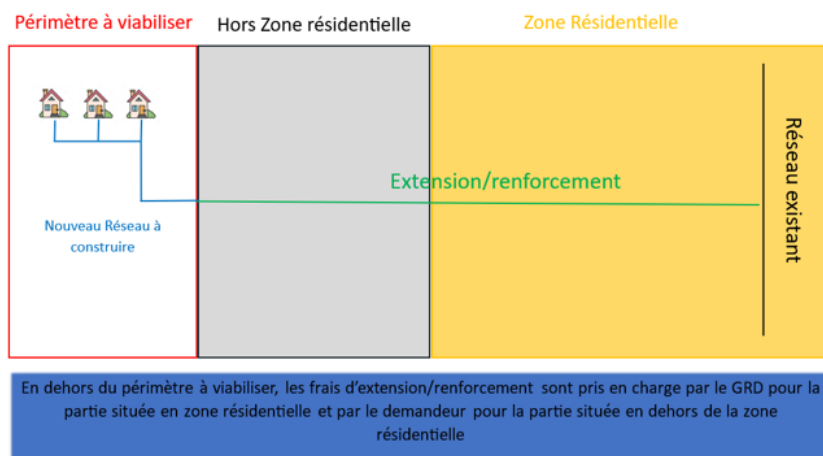 Périmètre à viabiliser
Hors Zone résidentielle
Zone Résidentielle
Extension/renforcement
Réseau existant
Nouveau Réseau à
construire
En dehors du périmètre à viabiliser, les frais d'extension/renforcement sont pris en charge par le GRD pour la
partie située en zone résidentielle et par le demandeur pour la partie située en dehors de la zone
résidentielle